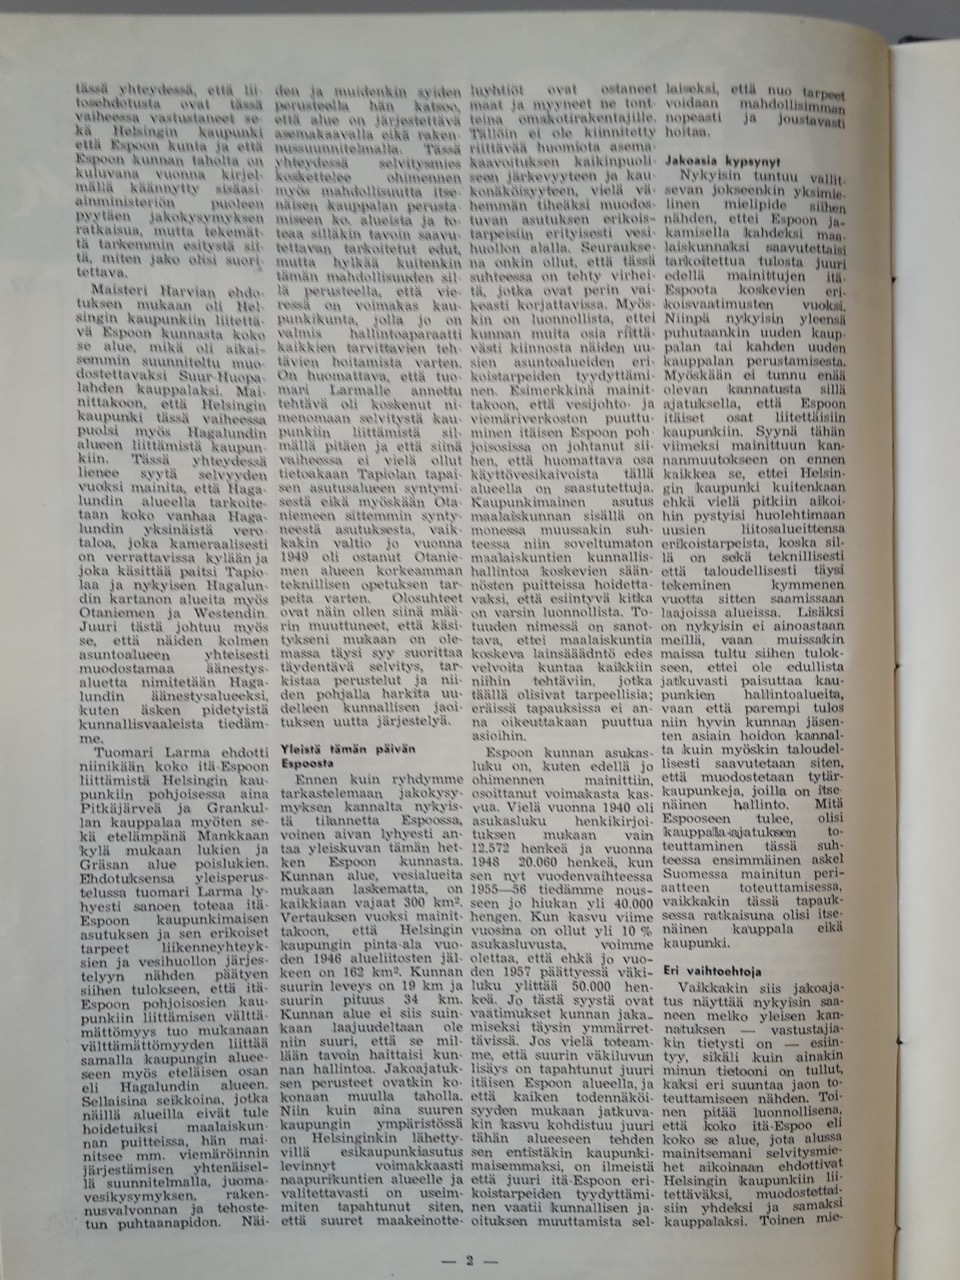 tässä yhteydessä, että lii-
tosehdotusta ovat tässä
vaiheessa vastustaneet se-
kä Helsingin kaupunki
että Espoon kunta ja että
Espoon kunnan taholta on
kuluvana vuonna kirjel-
mällä käännytty sisäasi-
ainministeriön puoleen
pyytäen jakokysymyksen
ratkaisua, mutta tekemät-
tä tarkemmin esitystä sii-
tä, miten jako olisi suori-
tettava.
Maisteri Harvian ehdo-
tuksen mukaan oli Hel-
singin kaupunkiin liitettä-
vä Espoon kunnasta koko
se alue, mikä oli aikai-
semmin suunniteltu muo-
dostettavaksi Suur-Huopa-
lahden kauppalaksi. Mai-
nittakoon, että Helsingin
kaupunki tässä vaiheessa
puolsi myös Hagalundin
alueen liittämistä kaupun-
kiin. Tässä yhteydessä
lienee syytä selvyyden
vuoksi mainita, että Haga-
lundin alueella tarkoite-
taan koko vanhaa Haga-
lundin yksinäistä vero-
taloa, joka kameraalisesti
on verrattavissa kylään ja
joka käsittää paitsi Tapio-
laa ja nykyisen Hagalun-
din kartanon alueita myös
Otaniemen ja Westendin.
Juuri tästä johtuu myös
se, että näiden kolmen
asuntoalueen yhteisesti
muodostamaa äänestys-
aluetta nimitetään Haga-
lundin äänestysalueeksi,
kuten äsken pidetyistä
kunnallisvaaleista tiedäm-
me.
Tuomari Larma ehdotti
niinikään koko itä-Espoon
liittämistä Helsingin kau-
punkiin pohjoisessa aina
Pitkäjärveä ja Grankul-
lan kauppalaa myöten se-
kä etelämpänä Mankkaan
kylä mukaan lukien ja
Gräsan alue poislukien.
Ehdotuksensa yleisperus-
telussa tuomari Larma ly-
hyesti sanoen toteaa itä-
Espoon kaupunkimaisen
asutuksen ja sen erikoiset
tarpeet liikenneyhteyk-
sien ja vesihuollon järjes-
telyyn nähden päätyen
siihen tulokseen, että itä-
Espoon pohjoisosien kau-
punkiin liittämisen välttä-
mättömyys tuo mukanaan
välttämättömyyden liittää
samalla kaupungin aluee-
seen myös eteläisen osan
eli Hagalundin alueen.
Sellaisina seikkoina, jotka
näillä alueilla eivät tule
hoidetuiksi maalaiskun-
nan puitteissa, hän mai-
nitsee mm. viemäröinnin
järjestämisen yhtenäisel-
lä suunnitelmalla, juoma-
vesikysymyksen, raken-
nusvalvonnan ja tehoste-
tun puhtaanapidon. Näi-
den ja muidenkin syiden
perusteella hän katsoo,
että alue on järjestettävä
asemakaavalla eikä raken-
nussuunnitelmalla. Tässä
yhteydessä selvitysmies
koskettelee ohimennen
myös mahdollisuutta itse-
näisen kauppalan perusta-
miseen ko. alueista ja to-
teaa silläkin tavoin saavu-
tettavan tarkoitetut edut,
mutta hylkää kuitenkin
tämän mahdollisuuden sil-
lä perusteella, että vie-
ressä on voimakas kau-
punkikunta, jolla jo on
valmis hallintoaparaatti
kaikkien tarvittavien teh-
tävien hoitamista varten.
On huomattava, että tuo-
mari Larmalle annettu
tehtävä oli koskenut ni-
menomaan selvitystä kau-
punkiin liittämistä sil-
mällä pitäen ja että siinä
vaiheessa ei vielä ollut
tietoakaan Tapiolan tapai-
sen asutusalueen syntymi-
sestä eikä myöskään Ota-
niemeen sittemmin synty-
neestä asutuksesta, vaik-
kakin valtio jo vuonna
1949 oli ostanut Otanie-
men alueen korkeamman
teknillisen opetuksen tar-
peita varten. Olosuhteet
ovat näin ollen siinä mää-
rin muuttuneet, että käsi-
tykseni mukaan on ole-
massa täysi syy suorittaa
täydentävä selvitys, tar-
kistaa perustelut ja nii-
den pohjalla harkita uu-
delleen kunnallisen jaoi-
tuksen uutta järjestelyä.
Yleistä tämän päivän
Espoosta
Ennen kuin ryhdymme
tarkastelemaan jakokysy-
myksen kannalta nykyis-
tä tilannetta Espoossa,
voinen aivan lyhyesti an-
taa yleiskuvan tämän het-
ken Espoon kunnasta.
Kunnan alue, vesialueita
mukaan laskematta, on
kaikkiaan vajaat 300 km².
Vertauksen vuoksi mainit-
takoon, että Helsingin
kaupungin pinta-ala vuo-
den 1946 alueliitosten jäl-
keen on 162 km². Kunnan
suurin leveys on 19 km ja
suurin pituus 34 km.
Kunnan alue ei siis suin-
kaan laajuudeltaan ole
niin suuri, että se mil-
lään tavoin haittaisi kun-
nan hallintoa. Jakoajatuk-
sen perusteet ovatkin ko-
konaan muulla taholla.
Niin kuin aina suuren
kaupungin ympäristössä
on Helsinginkin lähetty-
villä esikaupunkiasutus
levinnyt voimakkaasti
naapurikuntien alueelle ja
valitettavasti on useim-
miten tapahtunut siten,
että suuret maakeinotte-
luyhtiöt ovat ostaneet
maat ja myyneet ne tont-
teina omakotirakentajille.
Tällöin ei ole kiinnitetty
riittävää huomiota asema-
kaavoituksen kaikinpuoli-
seen järkevyyteen ja kau-
konäköisyyteen, vielä vä-
hemmän tiheäksi muodos-
tuvan asutuksen erikois-
tarpeisiin erityisesti vesi-
huollon alalla. Seurauk­se-
na onkin ollut, että tässä
suhteessa on tehty virhei-
tä, jotka ovat perin vai-
keasti korjattavissa. Myös-
kin on luonnollista, ettei
kunnan muita osia riittä-
västi kiinnosta näiden uu-
sien asuntoalueiden eri-
koistarpeiden tyydyttämi-
nen. Esimerkkinä mainit-
takoon, että vesijohto- ja
viemäriverkoston puuttu-
minen itäisen Espoon poh-
joisosissa on johtanut sii-
hen, että huomattava osa
käyttövesikaivoista tällä
alueella on saastutettuja.
Kaupunkimainen asutus
maalaiskunnan sisällä on
monessa muussakin suh-
teessa niin soveltumaton
maalaiskuntien kunnallis-
hallintoa koskevien sään-
nösten puitteissa hoidetta-
vaksi, että esiintyvä kitka
on varsin luonnollista. To-
tuuden nimessä on sanot-
tava, ettei maalaiskuntia
koskeva lainsäädäntö edes
velvoita kuntaa kaikkiin
niihin tehtäviin, jotka
täällä olisivat tarpeellisia;
eräissä tapauksissa ei an-
na oikeuttakaan puuttua
asioihin.
Espoon kunnan asukas-
luku on, kuten edellä jo
ohimennen mainittiin,
osoittanut voimakasta kas-
vua. Vielä vuonna 1940 oli
asukasluku henkikirjoi-
tuksen mukaan vain
12.572 henkeä ja vuonna
1948 20.060 henkeä, kun
sen nyt vuodenvaihteessa
1955—56 tiedämme nous-
seen jo hiukan yli 40.000
hengen. Kun kasvu viime
vuosina on ollut yli 10 %
asukasluvusta, voimme
olettaa, että ehkä jo vuo-
den 1957 päättyessä väki-
luku ylittää 50.000 hen-
keä. Jo tästä syystä ovat
vaatimukset kunnan jaka-
miseksi täysin ymmärret-
tävissä. Jos vielä toteam-
me, että suurin väkiluvun
lisäys on tapahtunut juuri
itäisen Espoon alueella, ja
että kaiken todennäköi-
syyden mukaan jatkuva-
kin kasvu kohdistuu juuri
tähän alueeseen tehden
sen entistäkin kaupunki-
maisemmaksi, on ilmeistä
että juuri itä-Espoon eri-
koistarpeiden tyydyttämi-
nen vaatii kunnallisen ja-
oituksen muuttamista sel-
laiseksi, että nuo tarpeet
voidaan mahdollisimman
nopeasti ja joustavasti
hoitaa.
Jakoasia kypsynyt
Nykyisin tuntuu vallit-
sevan jokseenkin yksimie-
linen mielipide siihen
nähden, ettei Espoon ja-
kamisella kahdeksi maa-
laiskunnaksi saavutettaisi
tarkoitettua tulosta juuri
edellä mainittujen itä-
Espoota koskevien eri-
koisvaatimusten vuoksi.
Niinpä nykyisin yleensä
puhutaankin uuden kaup-
palan tai kahden uuden
kauppalan perustamisesta.
Myöskään ei tunnu enää
olevan kannatusta sillä
ajatuksella, että Espoon
itäiset osat liitettäisiin
kaupunkiin. Syynä tähän
viimeksi mainittuun kan-
nanmuutokseen on ennen
kaikkea se, ettei Helsin-
gin kaupunki kuitenkaan
ehkä vielä pitkiin aikoi-
hin pystyisi huolehtimaan
uusien liitosalueittensa
erikoistarpeista, koska sil-
lä on sekä teknillisesti
että taloudellisesti täysi
tekeminen kymmenen
vuotta sitten saamissaan
laajoissa alueissa. Lisäksi
on nykyisin ei ainoastaan
meillä, vaan muissakin
maissa tultu siihen tulok-
seen, ettei ole edullista
jatkuvasti paisuttaa kau-
punkien hallintoalueita,
vaan että parempi tulos
niin hyvin kunnan jäsen-
ten asiain hoidon kannal-
ta kuin myöskin taloudel-
lisesti saavutetaan siten,
että muodostetaan tytär-
kaupunkeja, joilla on itse-
näinen hallinto. Mitä
Espooseen tulee, olisi
kauppala-ajatuksen to-
teuttaminen tässä suh-
teessa ensimmäinen askel
Suomessa mainitun peri-
aatteen toteuttamisessa,
vaikkakin tässä tapauk-
sessa ratkaisuna olisi itse-
näinen kauppala eikä
kaupunki.
Eri vaihtoehtoja
Vaikkakin siis jakoaja-
tus näyttää nykyisin saa-
neen melko yleisen kan-
natuksen — vastustajia-
kin tietysti on — esiin-
tyy, sikäli kuin ainakin
minun tietooni on tullut,
kaksi eri suuntaa jaon to-
teuttamiseen nähden. Toi-
nen pitää luonnollisena,
että koko itä-Espoo eli
koko se alue, jota alussa
mainitsemani selvitysmie-
het aikoinaan ehdottivat
Helsingin kaupunkiin lii-
tettäväksi, muodostettai-
siin yhdeksi ja samaksi
kauppalaksi. Toinen mie-
— 2 —